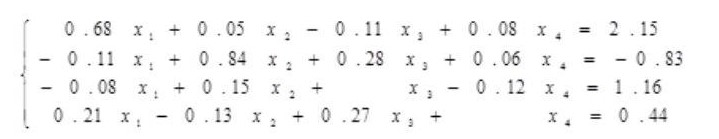 0.68 x₁ + 0.05 x₂ - 0.11 x₃ + 0.08 x₄ = 2.15
- 0.11 x₁ + 0.84 x₂ + 0.28 x₃ + 0.06 x₄ = - 0.83
- 0.08 x₁ + 0.15 x₂ + x₃ - 0.12 x₄ = 1.16
0.21 x₁ - 0.13 x₂ + 0.27 x₃ + x₄ = 0.44